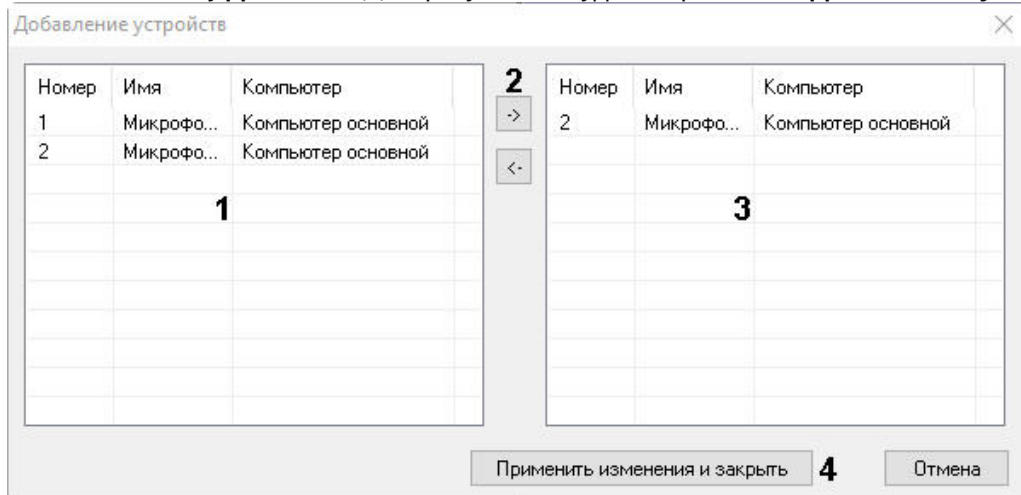 Добавление устройств
Номер Имя Компьютер
1 Микрофо... Компьютер основной
2 Микрофо... Компьютер основной
1
2
->
<-
Номер Имя Компьютер
2 Микрофо... Компьютер основной
3
Применить изменения и закрыть 4 Отмена